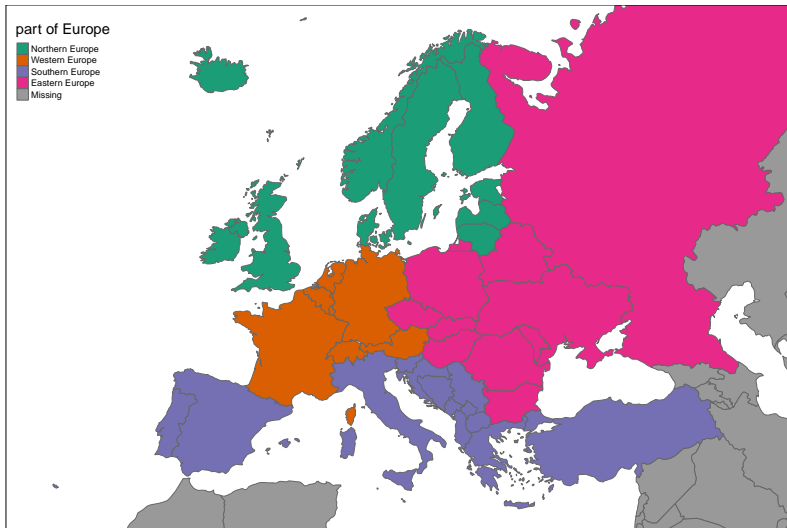 part of Europe
Northern Europe
Western Europe
Southern Europe
Eastern Europe
Missing